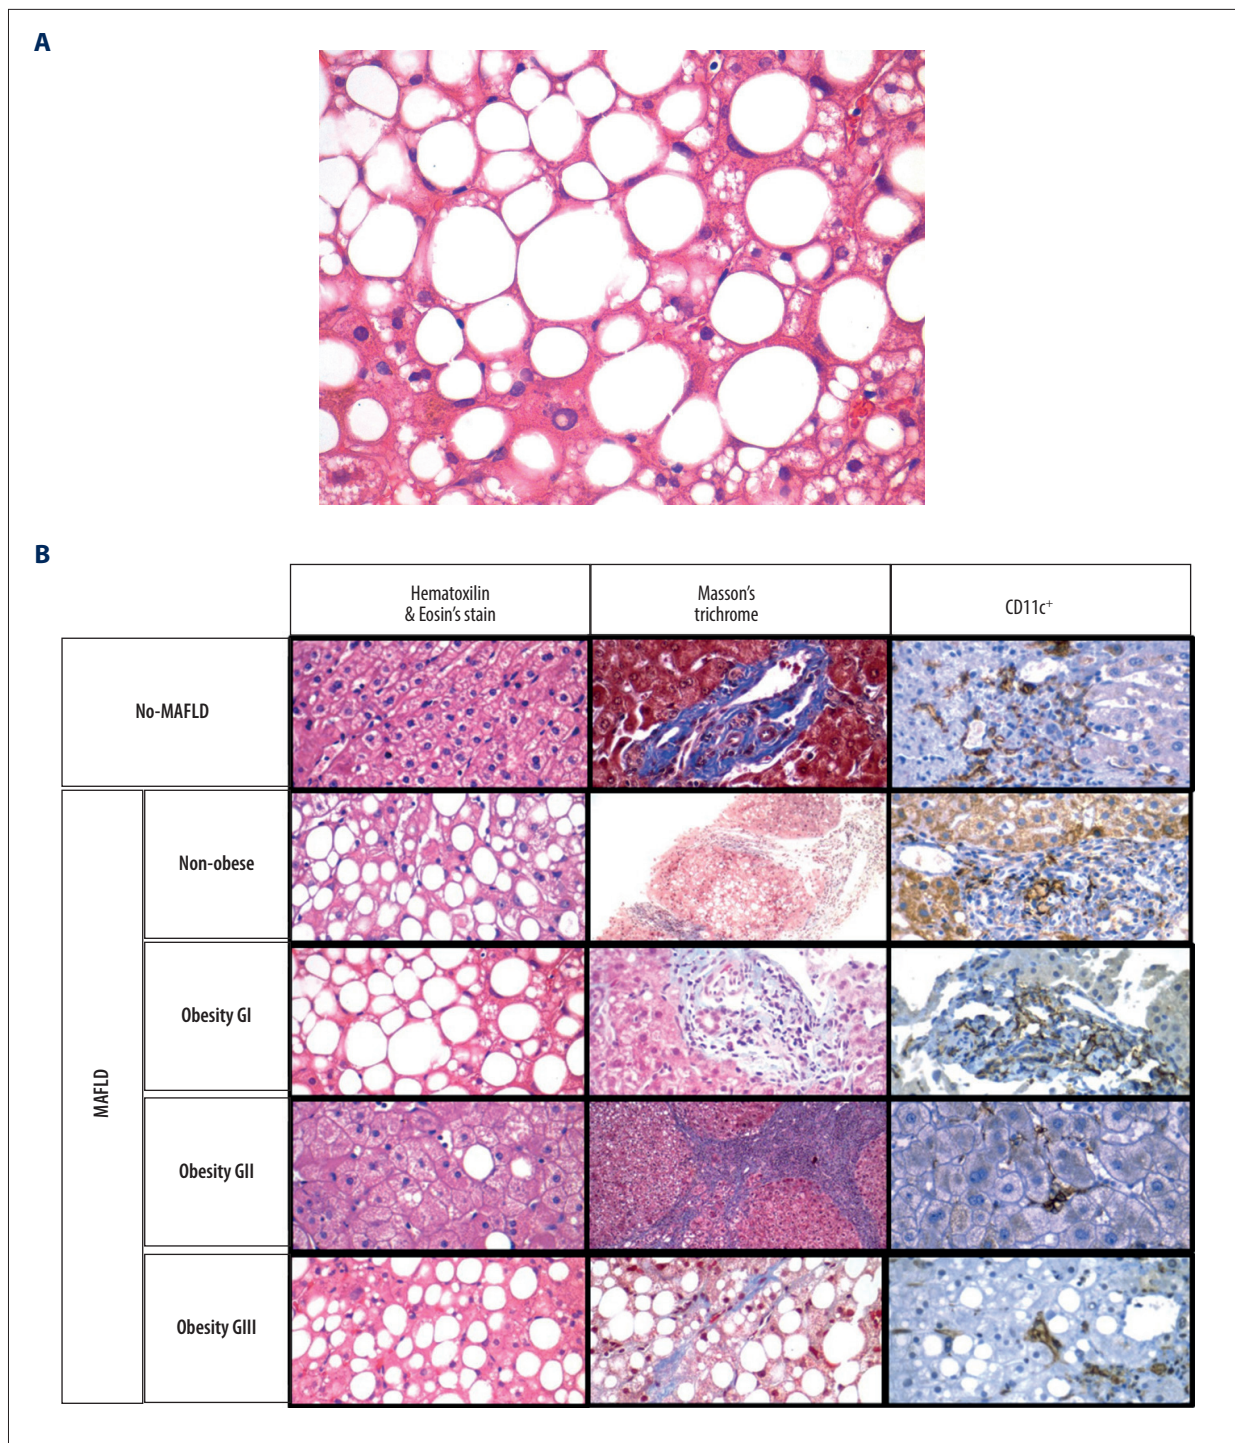 A
B
Hematoxilin
& Eosin's stain
Masson's
trichrome
CD11c⁺
No-MAFLD
MAFLD
Non-obese
Obesity GI
Obesity GII
Obesity GIII